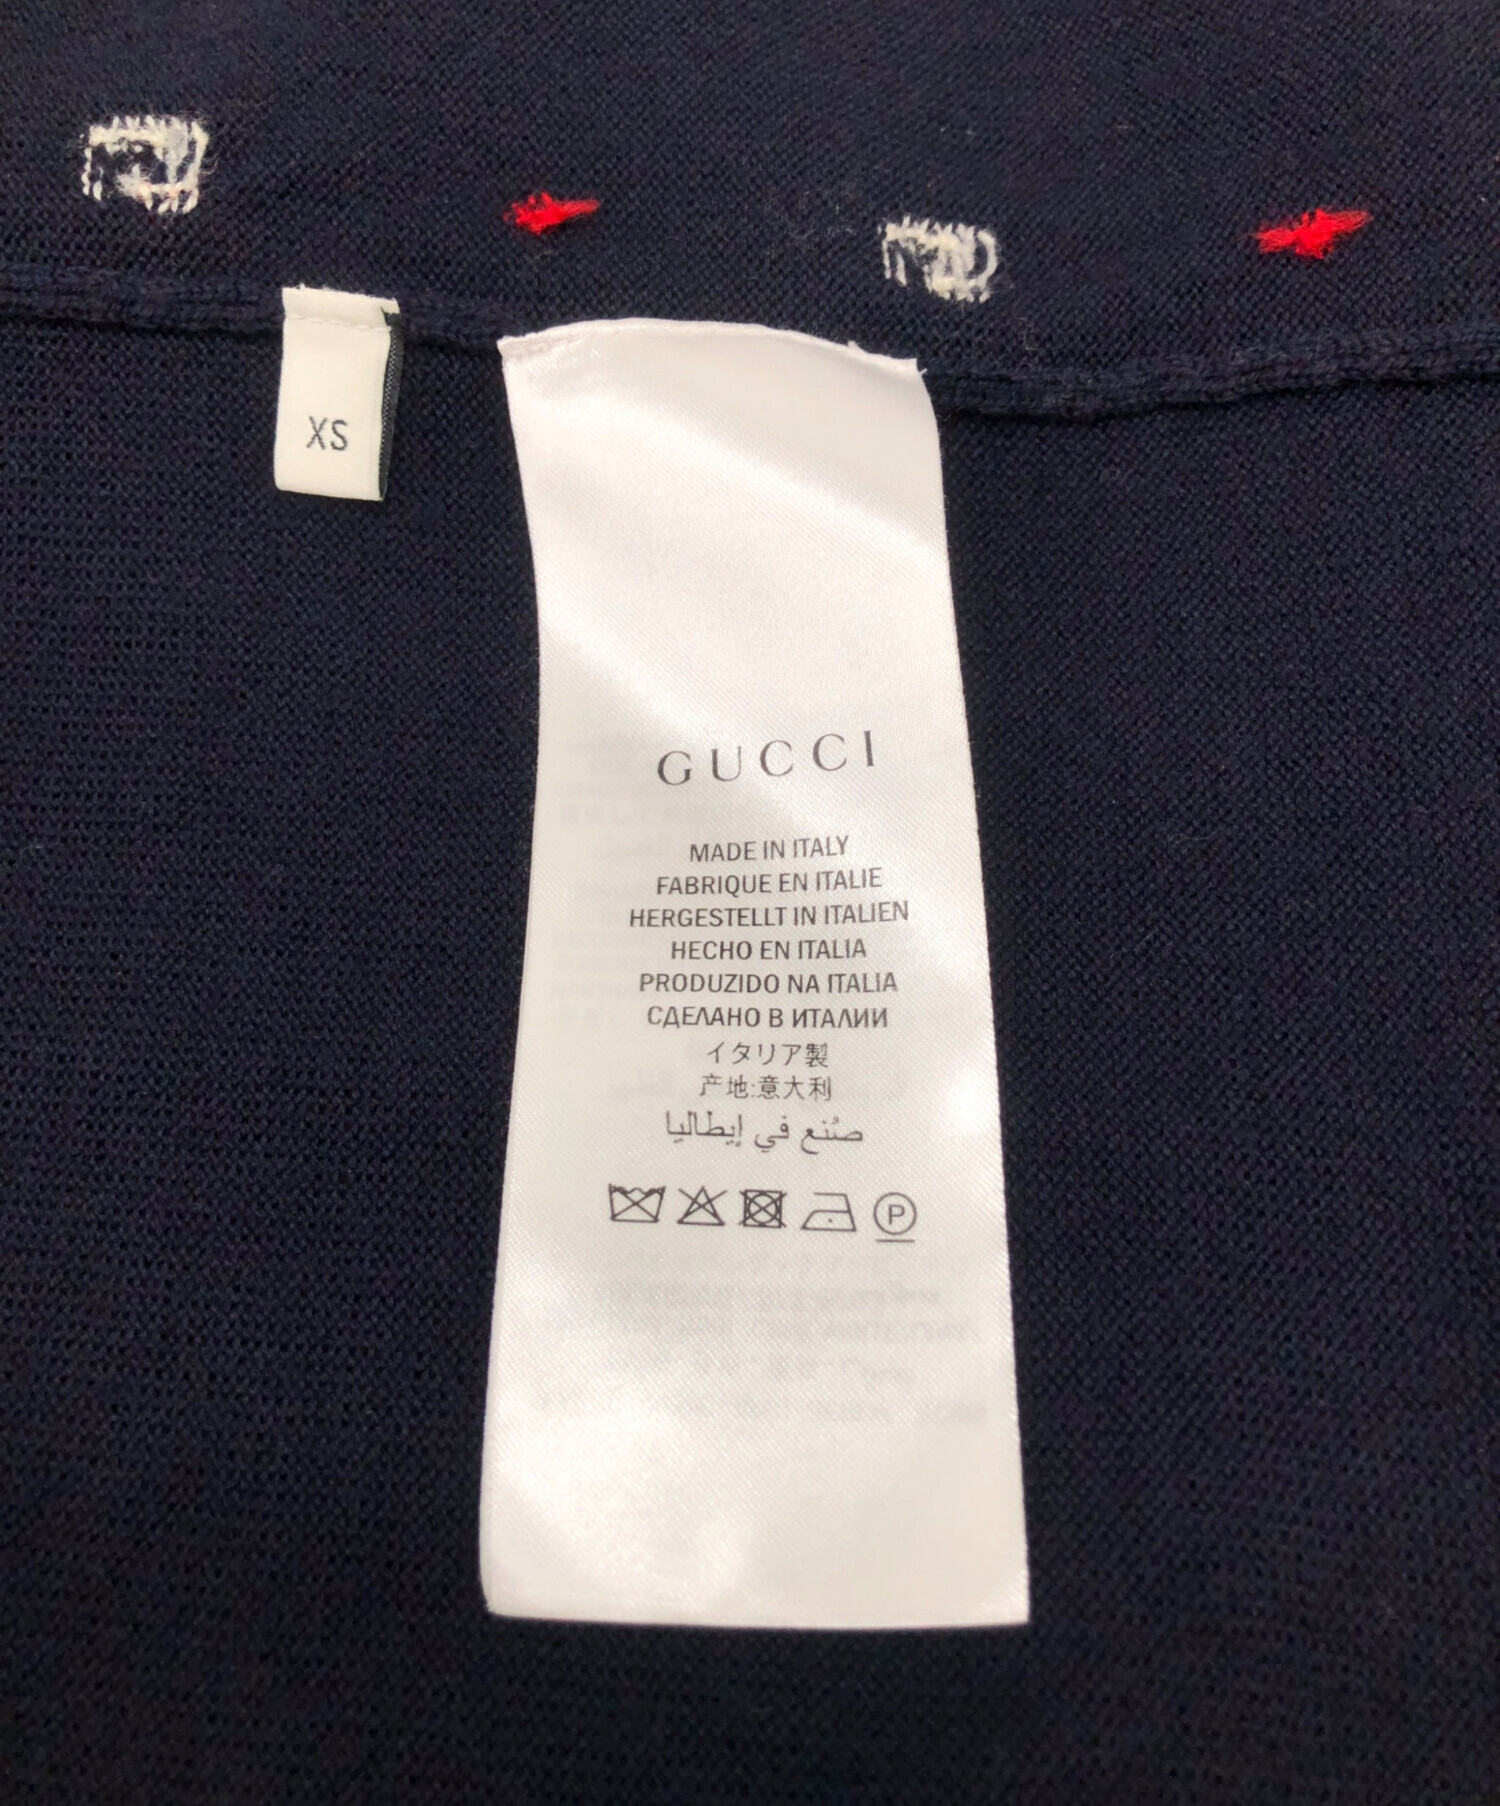 XS
GUCCI
MADE IN ITALY
FABRIQUE EN ITALIE
HERGESTELLT IN ITALIEN
HECHO EN ITALIA
PRODUZIDO NA ITALIA
СДЕЛАНО В ИТАЛИИ
イタリア製
产地:意大利
صُنع في إيطاليا
P